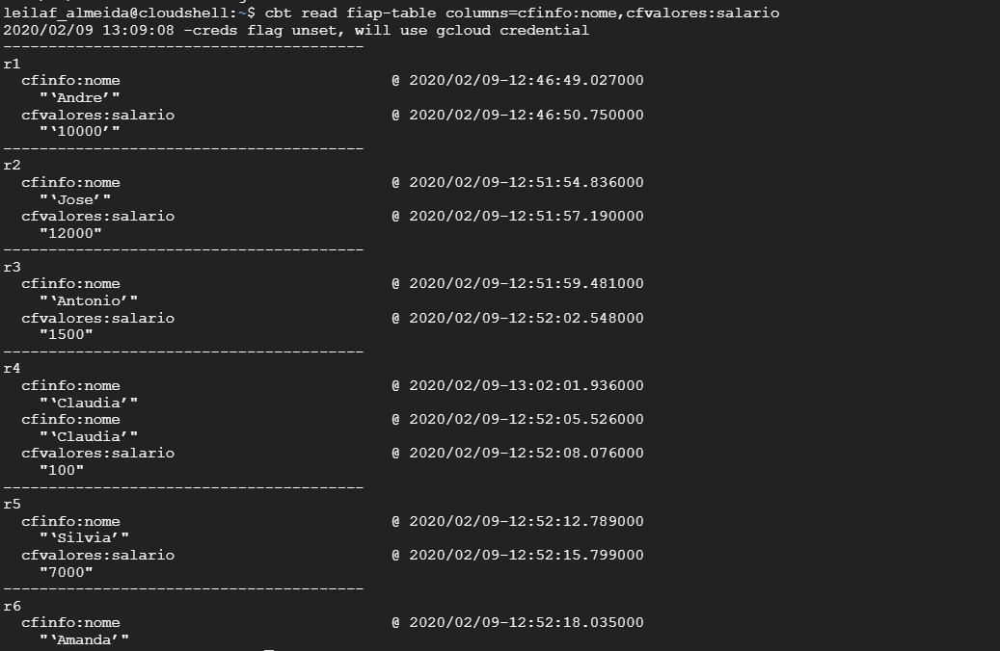 leilaf_almeida@cloudshell:~$ cbt read fiap-table columns=cfinfo:nome,cfvalores:salario
2020/02/09 13:09:08 -creds flag unset, will use gcloud credential
----------------------------------------
r1
  cfinfo:nome                              @ 2020/02/09-12:46:49.027000
    "‘Andre’"
  cfvalores:salario                        @ 2020/02/09-12:46:50.750000
    "‘10000’"
----------------------------------------
r2
  cfinfo:nome                              @ 2020/02/09-12:51:54.836000
    "‘Jose’"
  cfvalores:salario                        @ 2020/02/09-12:51:57.190000
    "12000"
----------------------------------------
r3
  cfinfo:nome                              @ 2020/02/09-12:51:59.481000
    "‘Antonio’"
  cfvalores:salario                        @ 2020/02/09-12:52:02.548000
    "1500"
----------------------------------------
r4
  cfinfo:nome                              @ 2020/02/09-13:02:01.936000
    "‘Claudia’"
  cfinfo:nome                              @ 2020/02/09-12:52:05.526000
    "‘Claudia’"
  cfvalores:salario                        @ 2020/02/09-12:52:08.076000
    "100"
----------------------------------------
r5
  cfinfo:nome                              @ 2020/02/09-12:52:12.789000
    "‘Silvia’"
  cfvalores:salario                        @ 2020/02/09-12:52:15.799000
    "7000"
----------------------------------------
r6
  cfinfo:nome                              @ 2020/02/09-12:52:18.035000
    "‘Amanda’"